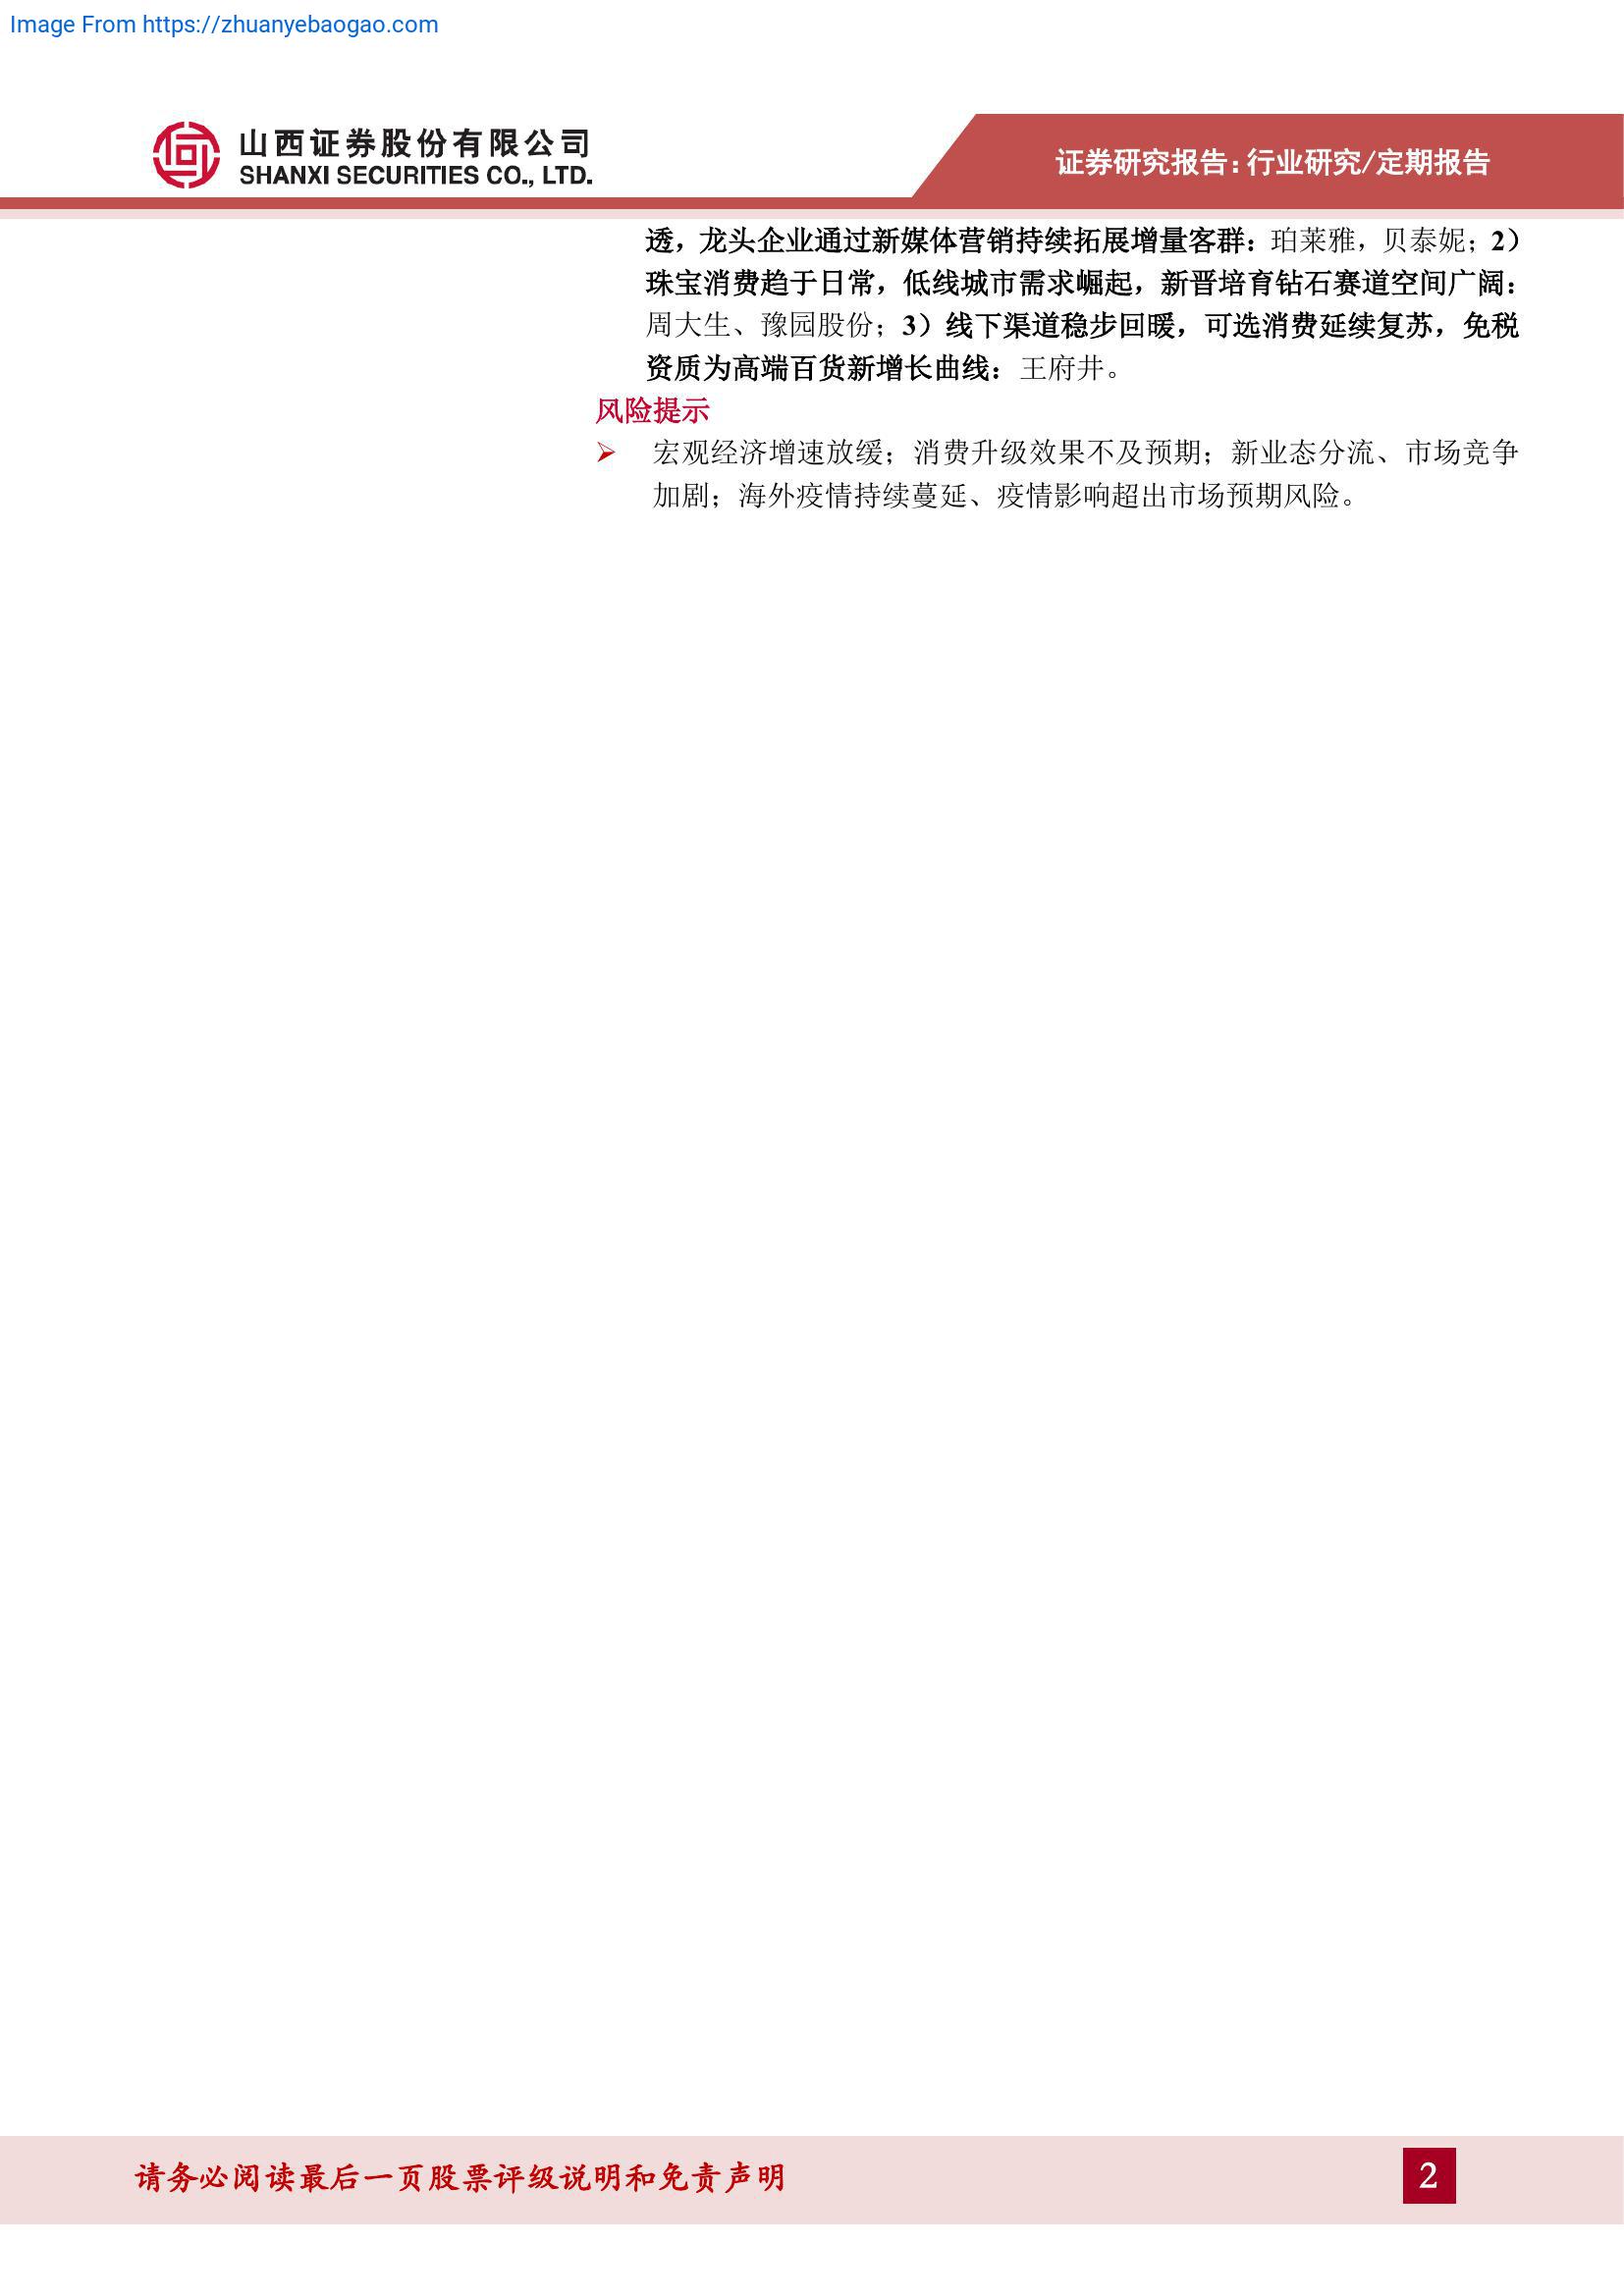 Image From https://zhuanyebaogao.com
山西证券股份有限公司
SHANXI SECURITIES CO., LTD.
证券研究报告：行业研究/定期报告
透，龙头企业通过新媒体营销持续拓展增量客群：珀莱雅，贝泰妮；2）
珠宝消费趋于日常，低线城市需求崛起，新晋培育钻石赛道空间广阔：
周大生、豫园股份；3）线下渠道稳步回暖，可选消费延续复苏，免税
资质为高端百货新增长曲线：王府井。
风险提示
➢ 宏观经济增速放缓；消费升级效果不及预期；新业态分流、市场竞争
加剧；海外疫情持续蔓延、疫情影响超出市场预期风险。
请务必阅读最后一页股票评级说明和免责声明
2